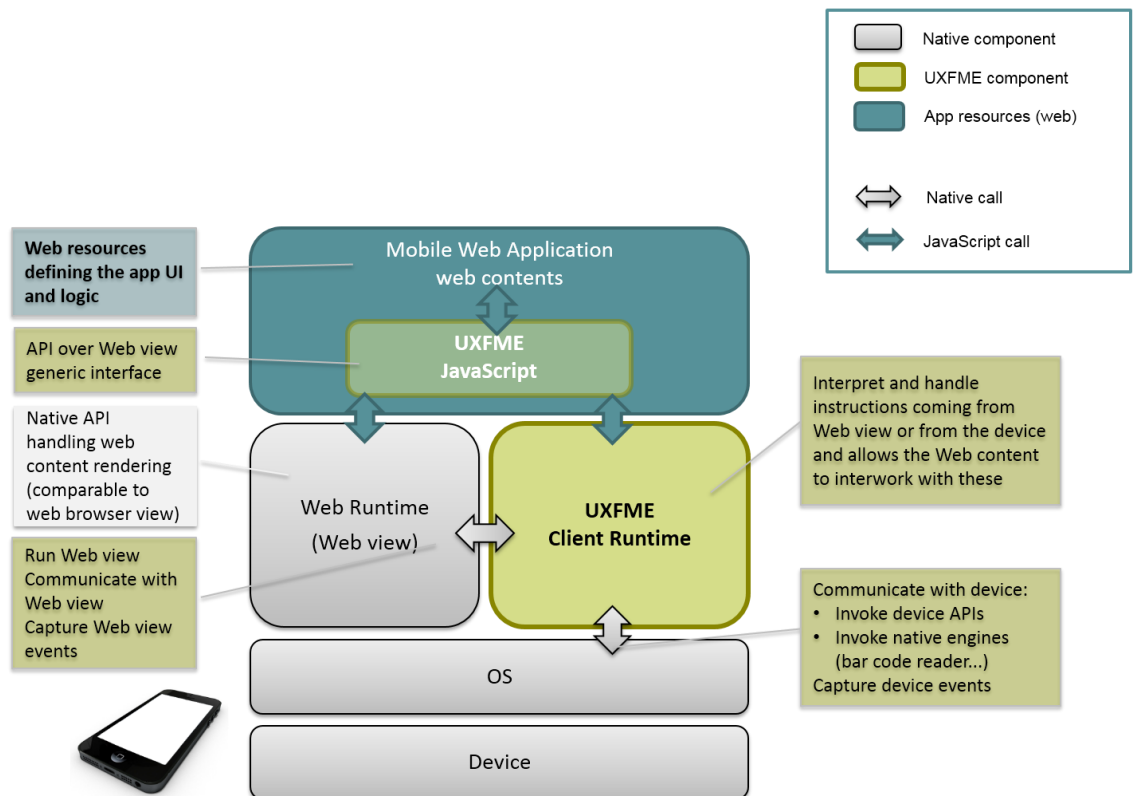 Native component
UXFME component
App resources (web)
Native call
JavaScript call
Web resources
defining the app UI
and logic
Mobile Web Application
web contents
API over Web view
generic interface
UXFME
JavaScript
Native API
handling web
content rendering
(comparable to
web browser view)
Interpret and handle
instructions coming from
Web view or from the device
and allows the Web content
to interwork with these
Web Runtime
(Web view)
UXFME
Client Runtime
Run Web view
Communicate with
Web view
Capture Web view
events
Communicate with device:
• Invoke device APIs
• Invoke native engines
(bar code reader...)
Capture device events
OS
Device